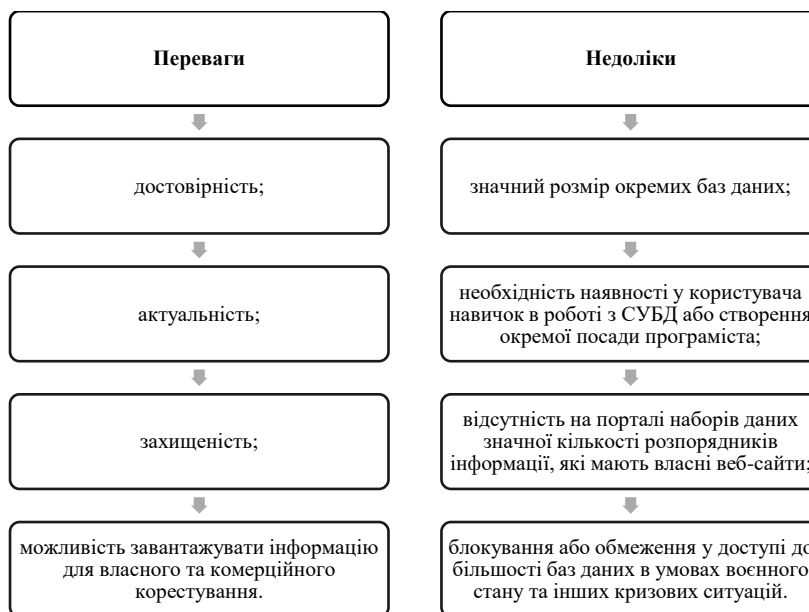 Переваги
достовірність;
актуальність;
захищеність;
можливість завантажувати інформацію
для власного та комерційного
корестування.
Недоліки
значний розмір окремих баз даних;
необхідність наявності у користувача
навичок в роботі з СУБД або створення
окремої посади програміста;
відсутність на порталі наборів даних
значної кількості розпорядників
інформації, які мають власні веб-сайти;
блокування або обмеження у доступі до
більшості баз даних в умовах воєнного
стану та інших кризових ситуацій.